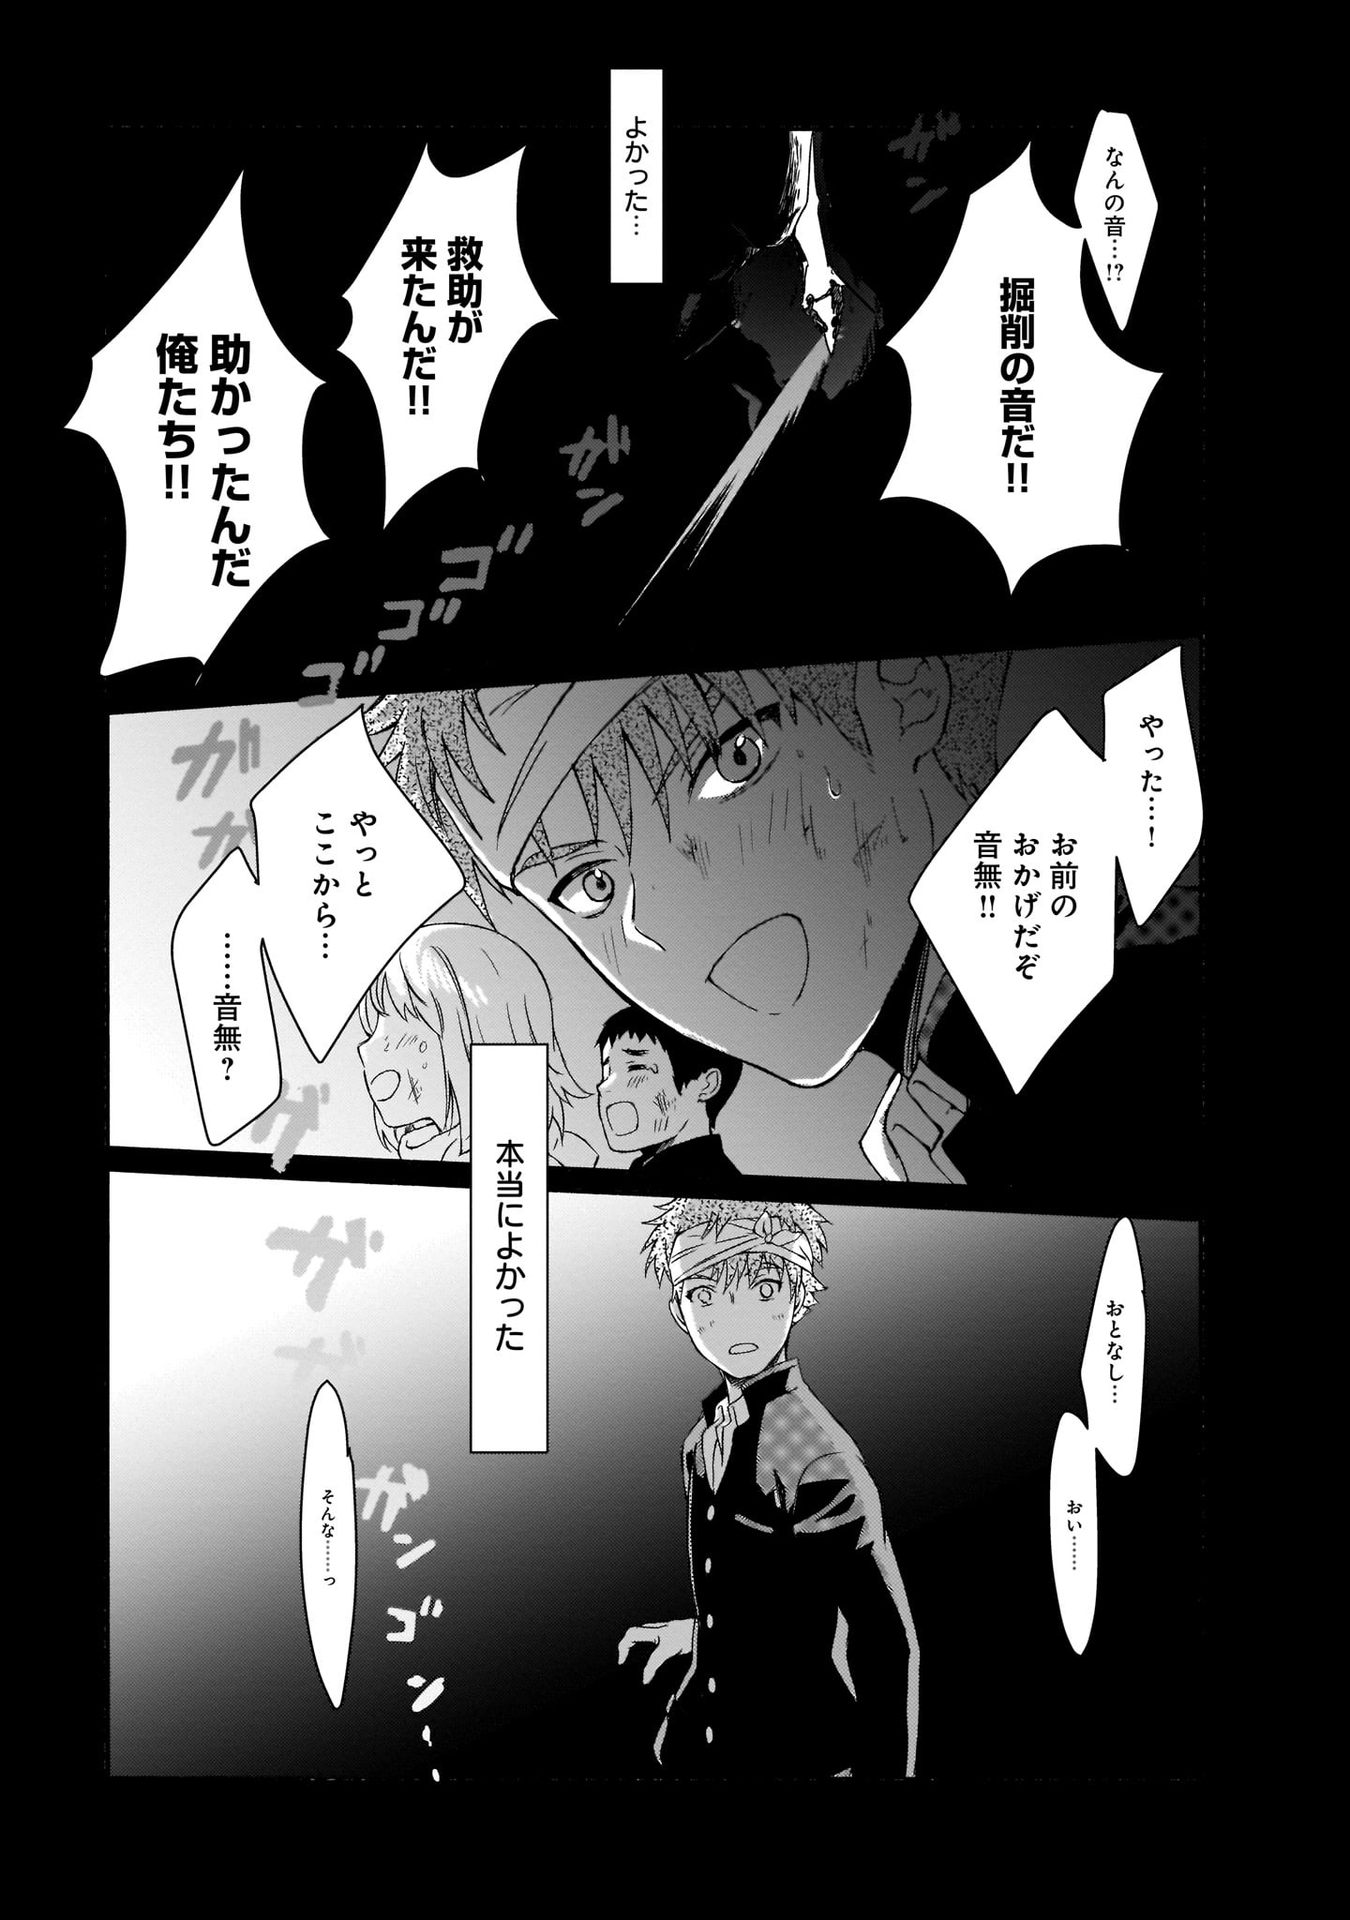 なんの音…!?
掘削の音だ!!
よかった…
救助が
来たんだ!!
助かったんだ
俺たち!!
ガン
ゴゴゴ
やった…!
お前の
おかげだぞ
音無!!
やっと
ここから…
……音無?
ガガ
ガ
本当によかった
おとなし…
おい……
そんな……っ
ガガ
ガン
ゴン
…